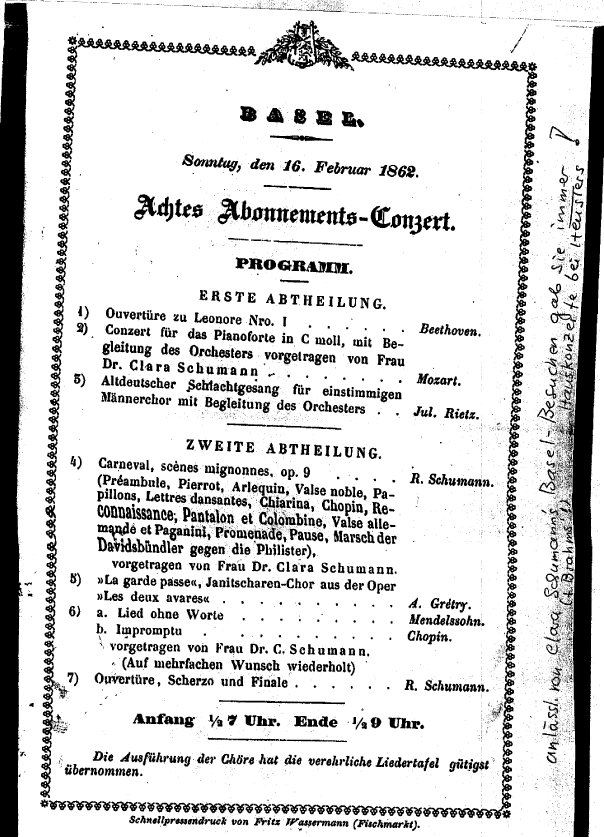 BASEL.
Sonntag, den 16. Februar 1862.
Achtes Abonnements-Conzert.
PROGRAMM.
ERSTE ABTHEILUNG.
1) Ouvertüre zu Leonore Nro. I . . . . . . Beethoven.
2) Conzert für das Pianoforte in C moll, mit Be-
gleitung des Orchesters vorgetragen von Frau
Dr. Clara Schumann . . . . . . . . Mozart.
3) Altdeutscher Schlachtgesang für einstimmigen
Männerchor mit Begleitung des Orchesters . . Jul. Rietz.
ZWEITE ABTHEILUNG.
4) Carneval, scènes mignonnes, op. 9 . . . . R. Schumann.
(Préambule, Pierrot, Arlequin, Valse noble, Pa-
pillons, Lettres dansantes, Chiarina, Chopin, Re-
connaissance, Pantalon et Colombine, Valse alle-
mande et Paganini, Promenade, Pause, Marsch der
Davidsbündler gegen die Philister),
vorgetragen von Frau Dr. Clara Schumann.
5) »La garde passe«, Janitscharen-Chor aus der Oper
»Les deux avares« . . . . . . . . . . A. Grétry.
6) a. Lied ohne Worte . . . . . . . . . Mendelssohn.
b. Impromptu . . . . . . . . . . Chopin.
vorgetragen von Frau Dr. C. Schumann.
(Auf mehrfachen Wunsch wiederholt)
7) Ouvertüre, Scherzo und Finale . . . . . . R. Schumann.
Anfang ½7 Uhr. Ende ½9 Uhr.
Die Ausführung der Chöre hat die verehrliche Liedertafel gütigst
übernommen.
Schnellpressendruck von Fritz Wassermann (Fischmarkt).
anlässl. von Clara Schumann's Basel-Besuchen gab sie immer
Hauskonzerte bei Heuslers!
(t. Brahms!)